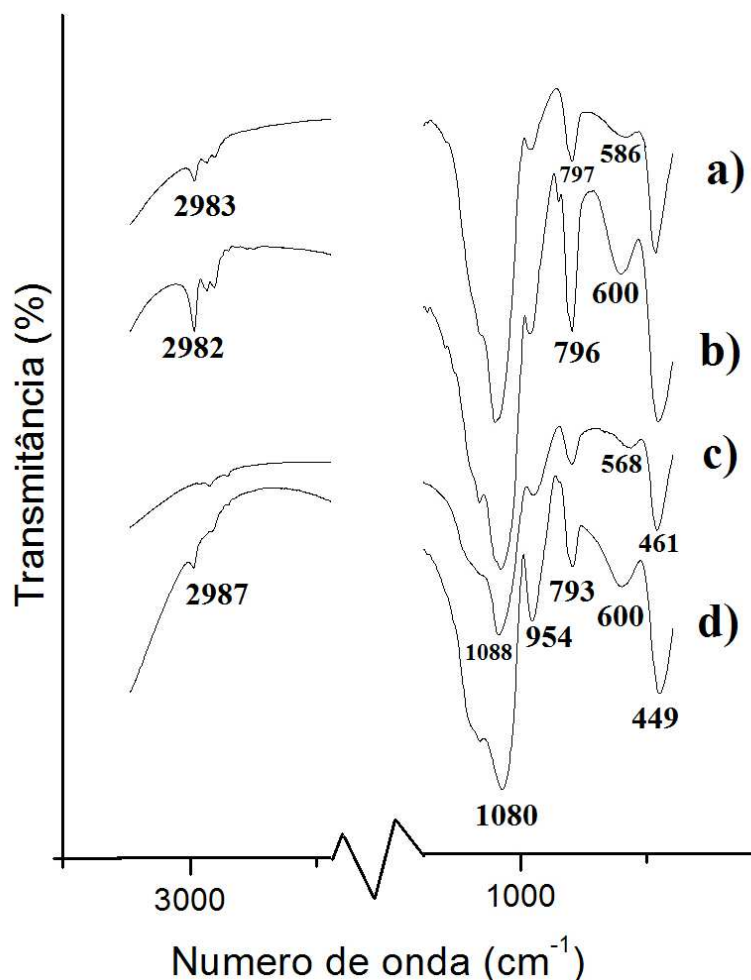 Transmitância (%)
2983
797
586
a)
2982
796
600
b)
c)
568
461
2987
1088
954
793
600
d)
449
1080
3000
1000
Numero de onda (cm⁻¹)